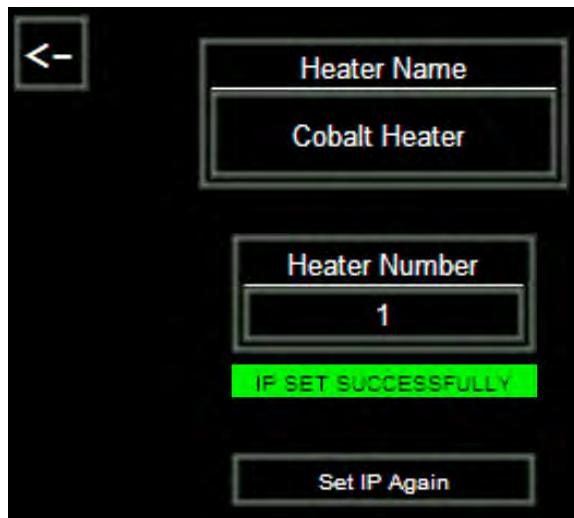 <-
Heater Name
Cobalt Heater
Heater Number
1
IP SET SUCCESSFULLY
Set IP Again